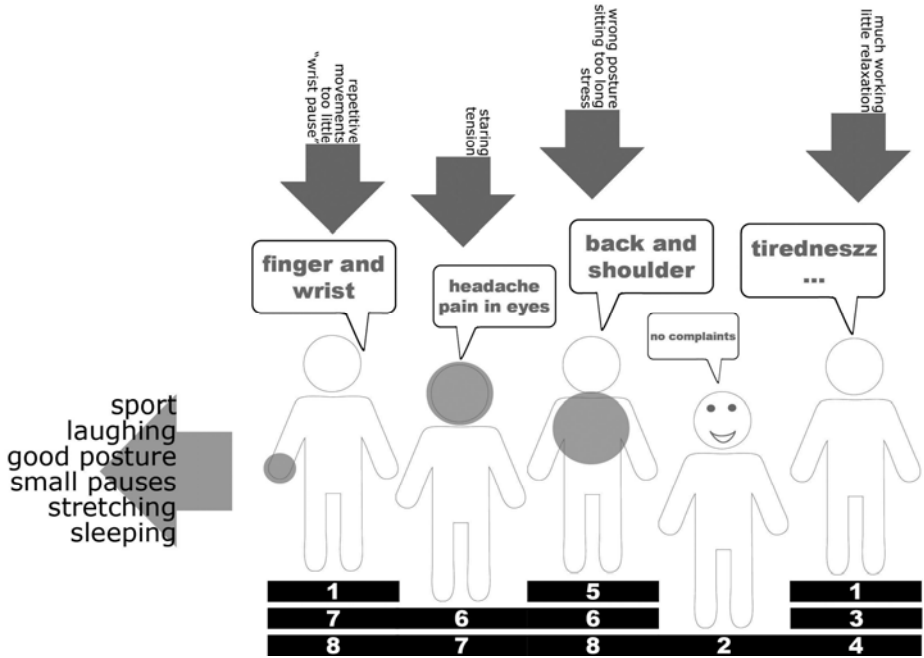 repetitive
movements
too little
"wrist pause"
staring
tension
wrong posture
sitting too long
stress
much working
little relaxation
finger and
wrist
headache
pain in eyes
back and
shoulder
no complaints
tiredneszz
...
sport
laughing
good posture
small pauses
stretching
sleeping
1 5 1
7 6 6 3
8 7 8 2 4